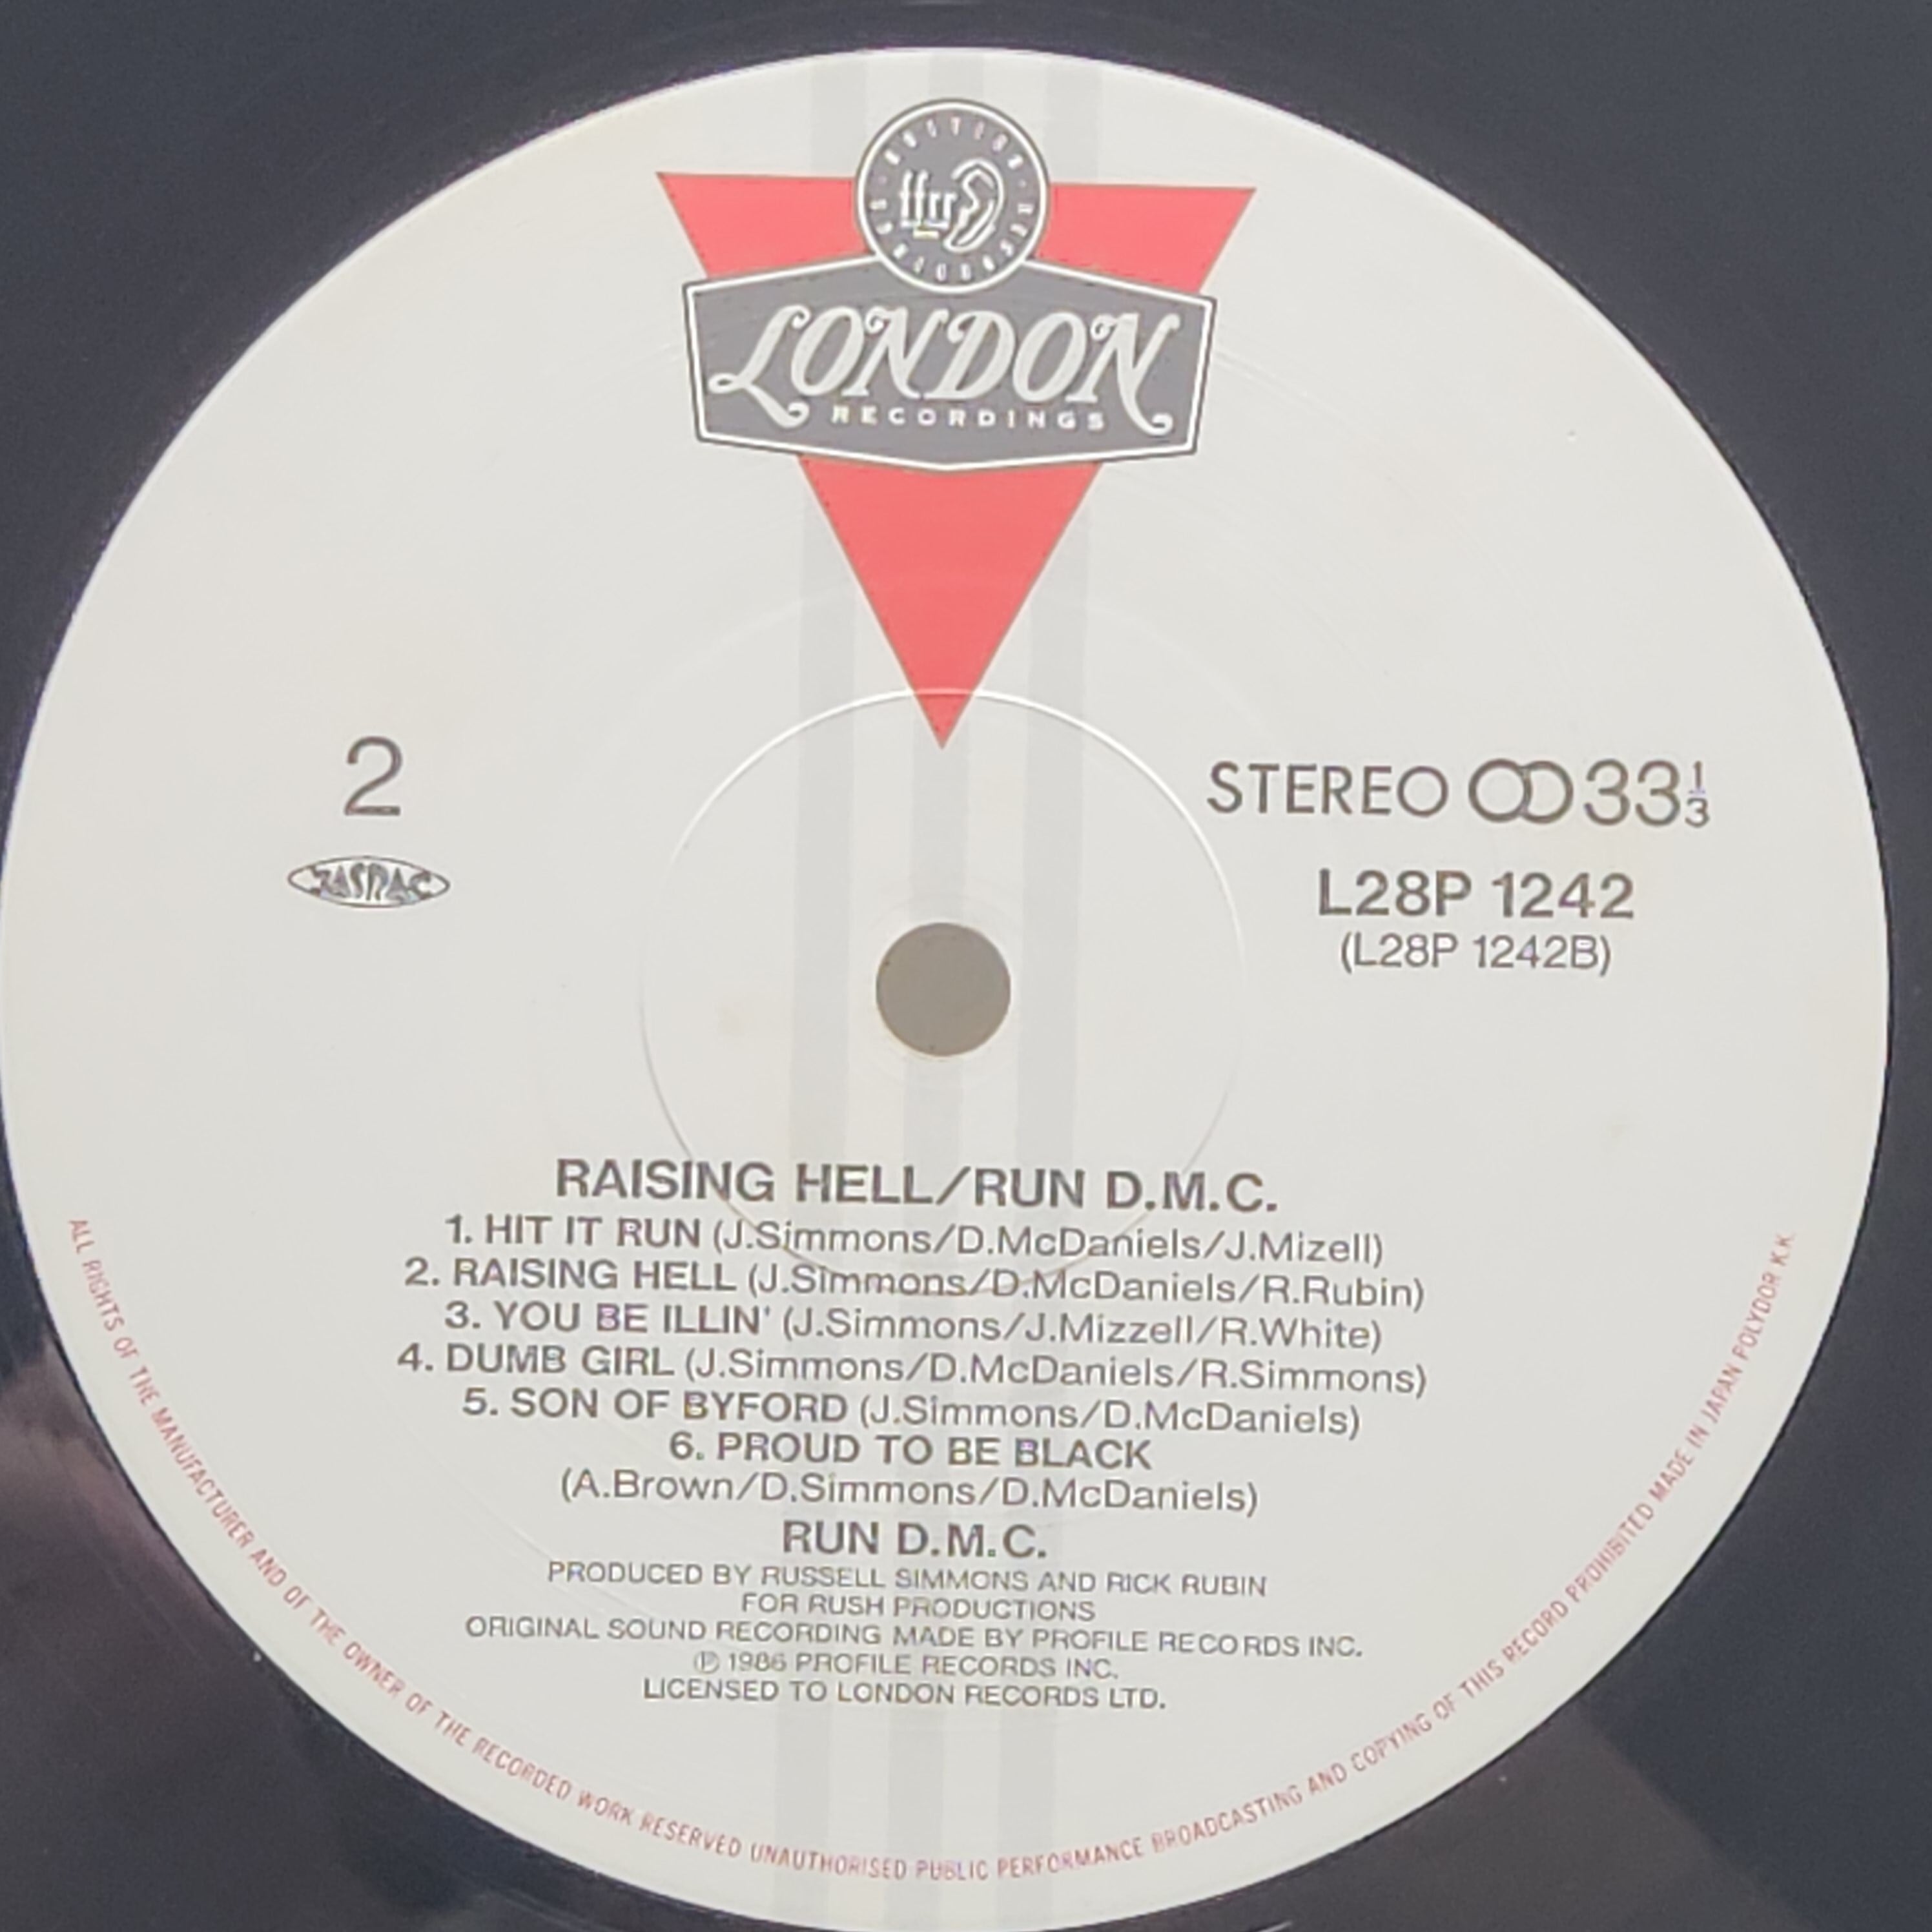 ffrr
LONDON
RECORDINGS
2
JASRAC
STEREO 33 1/3
L28P 1242
(L28P 1242B)
RAISING HELL/RUN D.M.C.
1. HIT IT RUN (J.Simmons/D.McDaniels/J.Mizell)
2. RAISING HELL (J.Simmons/D.McDaniels/R.Rubin)
3. YOU BE ILLIN' (J.Simmons/J.Mizzell/R.White)
4. DUMB GIRL (J.Simmons/D.McDaniels/R.Simmons)
5. SON OF BYFORD (J.Simmons/D.McDaniels)
6. PROUD TO BE BLACK
(A.Brown/D.Simmons/D.McDaniels)
RUN D.M.C.
PRODUCED BY RUSSELL SIMMONS AND RICK RUBIN
FOR RUSH PRODUCTIONS
ORIGINAL SOUND RECORDING MADE BY PROFILE RECORDS INC.
Ⓟ 1986 PROFILE RECORDS INC.
LICENSED TO LONDON RECORDS LTD.
ALL RIGHTS OF THE MANUFACTURER AND OF THE OWNER OF THE RECORDED WORK RESERVED UNAUTHORISED PUBLIC PERFORMANCE BROADCASTING AND COPYING OF THIS RECORD PROHIBITED MADE IN JAPAN POLYDOR K.K.